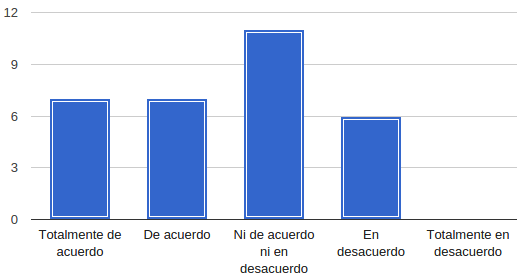 12
9
6
3
0
Totalmente de
acuerdo
De acuerdo
Ni de acuerdo
ni en
desacuerdo
En
desacuerdo
Totalmente en
desacuerdo